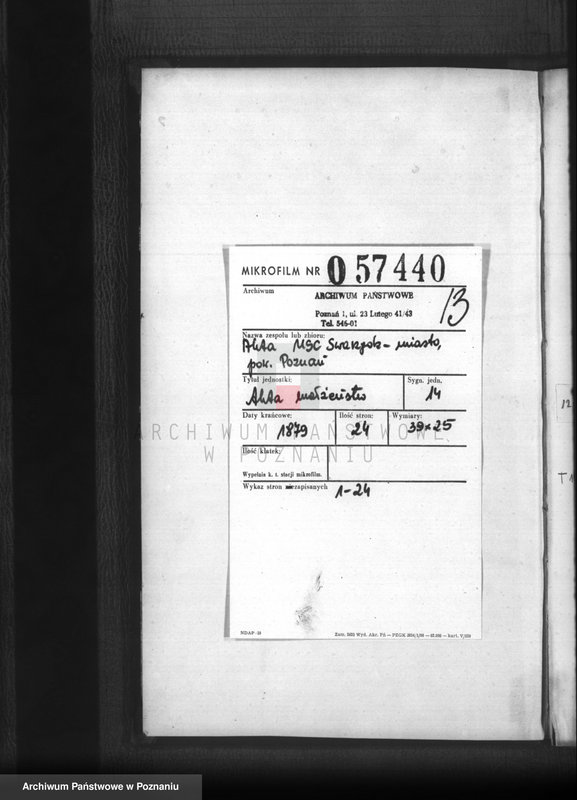 MIKROFILM NR 0 57440
Archiwum
ARCHIWUM PAŃSTWOWE
Poznań 1, ul. 23 Lutego 41/43
Tel. 546-01
13
Nazwa zespołu lub zbioru:
Akta USC Swarzędz - miasto,
pow. Poznań
Tytuł jednostki:
Akta małżeństw
Sygn. jedn.
14
Daty krańcowe:
1879
Ilość stron:
24
Wymiary:
39 x 25
ARCHIWUM PAŃSTWOWE
W POZNANIU
Ilość klatek:
Wypełnia k. t. stacji mikrofilm.
Wykaz stron niezapisanych
1-24
NDAP
12
Archiwum Państwowe w Poznaniu